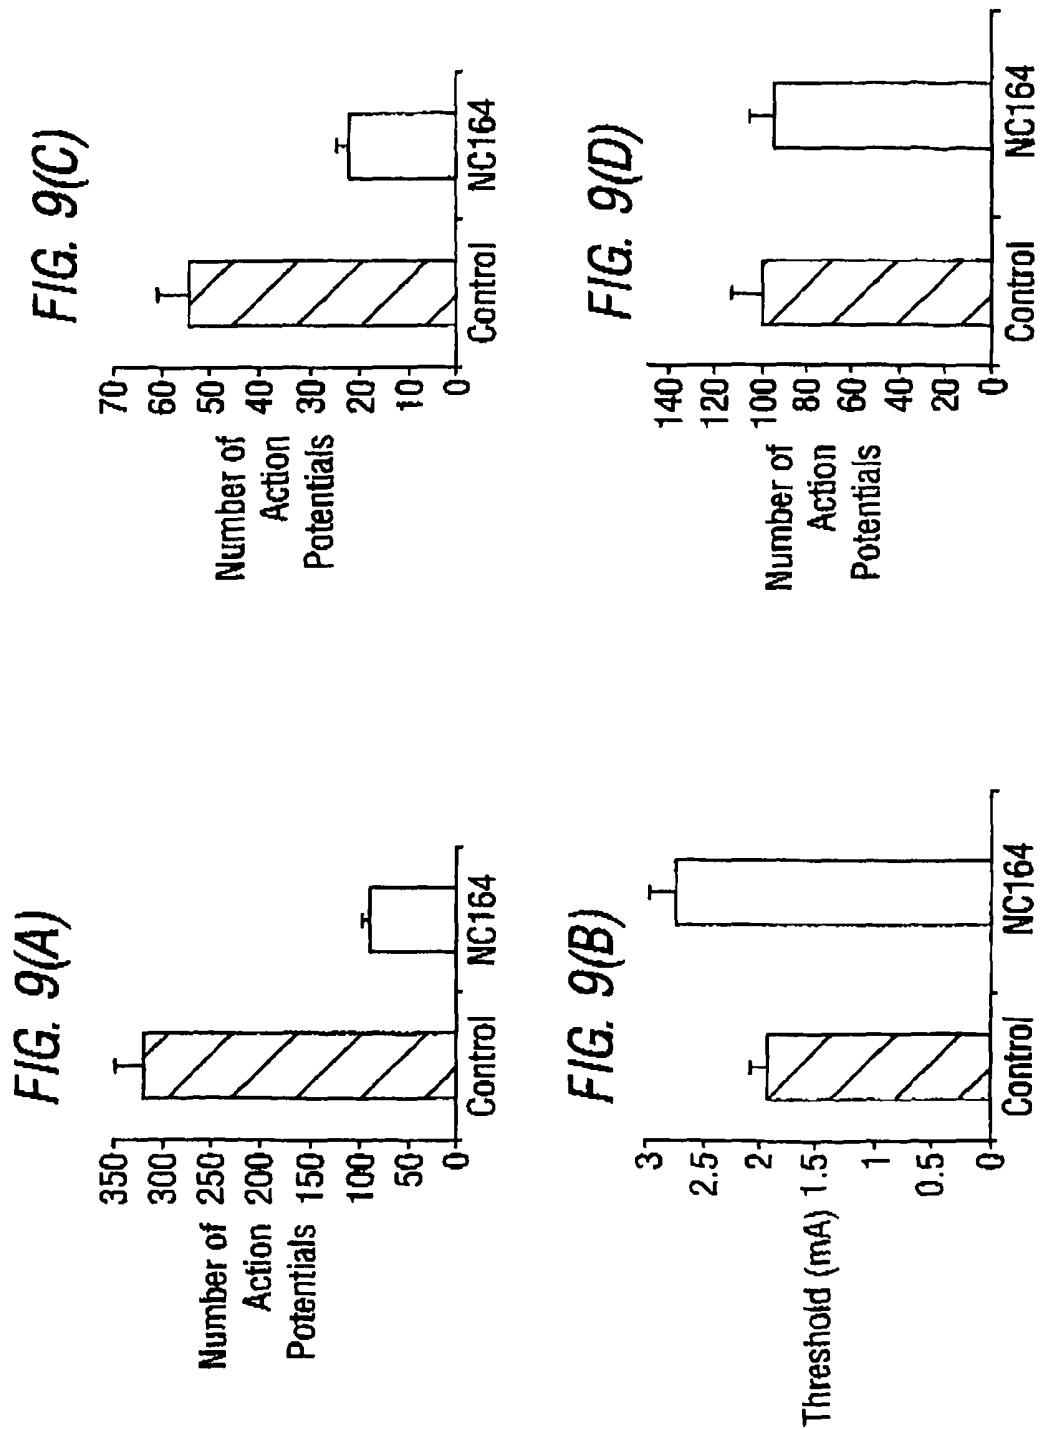 FIG. 9(A)
350
300
Number of 250
Action 200
Potentials 150
100
50
0
Control NC164
FIG. 9(B)
3
2.5
2
Threshold (mA) 1.5
1
0.5
0
Control NC164
FIG. 9(C)
70
60
50
40
30
20
10
0
Number of
Action
Potentials
Control NC164
FIG. 9(D)
140
120
100
80
60
40
20
0
Number of
Action
Potentials
Control NC164